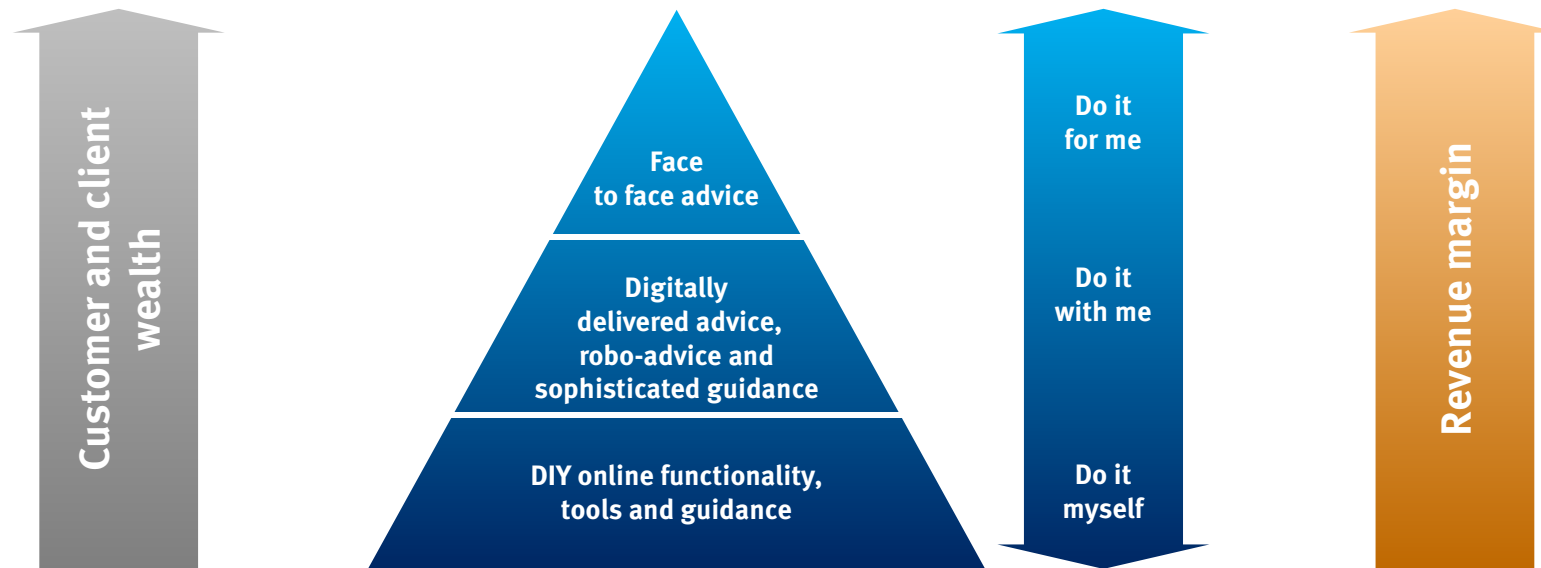 Customer and client
wealth
Face
to face advice
Digitally
delivered advice,
robo-advice and
sophisticated guidance
DIY online functionality,
tools and guidance
Do it
for me
Do it
with me
Do it
myself
Revenue margin